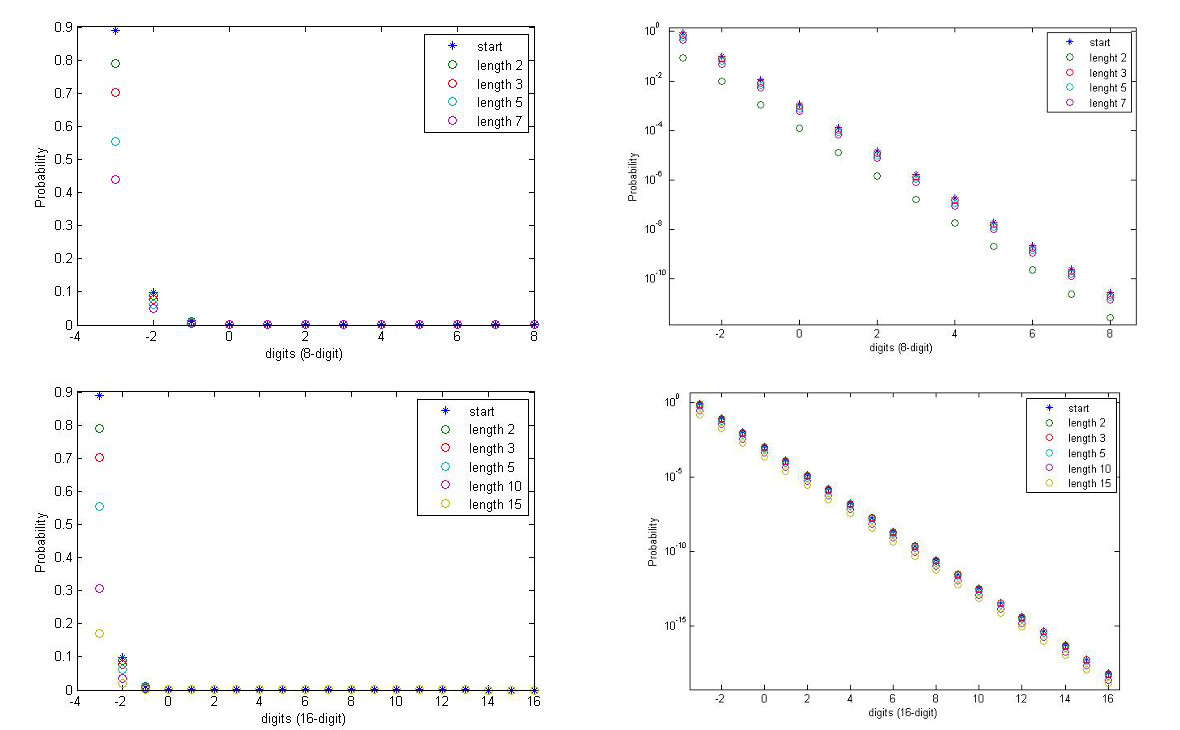 0.9
0.8
0.7
0.6
0.5
0.4
0.3
0.2
0.1
0
Probability
-4 -2 0 2 4 6 8
digits (8-digit)
start
length 2
length 3
length 5
length 7
10^0
10^-2
10^-4
10^-6
10^-8
10^-10
Probability
-2 0 2 4 6 8
digits (8-digit)
start
lenght 2
lenght 3
lenght 5
lenght 7
0.9
0.8
0.7
0.6
0.5
0.4
0.3
0.2
0.1
0
Probability
-4 -2 0 2 4 6 8 10 12 14 16
digits (16-digit)
start
length 2
length 3
length 5
length 10
length 15
10^0
10^-5
10^-10
10^-15
Probability
-2 0 2 4 6 8 10 12 14 16
digits (16-digit)
start
length 2
length 3
length 5
length 10
length 15